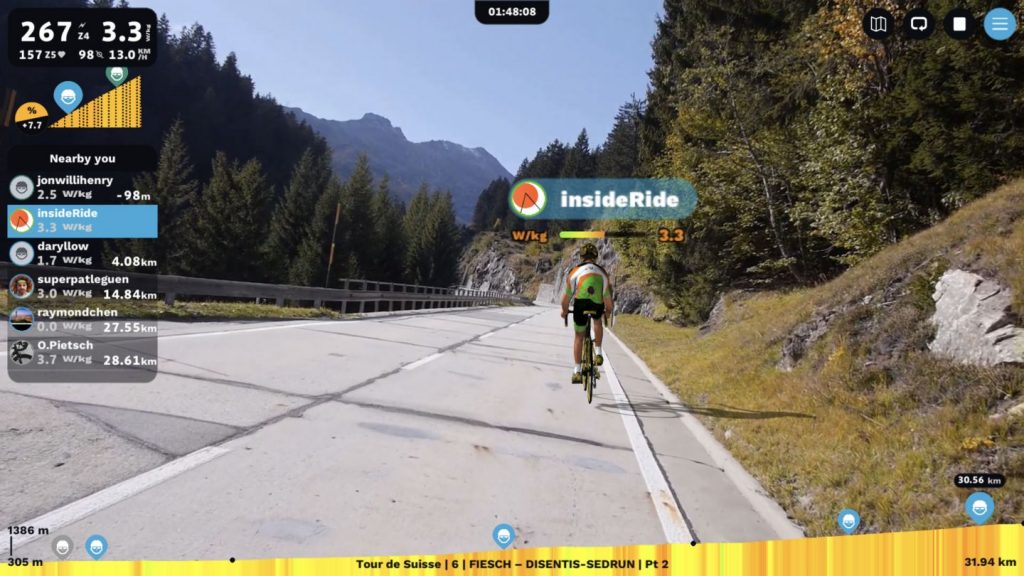 267 Z4 3.3 W/KG
157 Z5 98 13.0 KM/H
01:48:08
%
+7.7
Nearby you
jonwillihenry
2.5 W/kg -98m
insideRide
3.3 W/kg
daryllow
1.7 W/kg 4.08km
superpatleguen
3.0 W/kg 14.84km
raymondchen
0.0 W/kg 27.55km
O.Pietsch
3.7 W/kg 28.61km
insideRide
W/kg 3.3
30.56 km
1386 m
305 m
Tour de Suisse | 6 | FIESCH – DISENTIS-SEDRUN | Pt 2
31.94 km